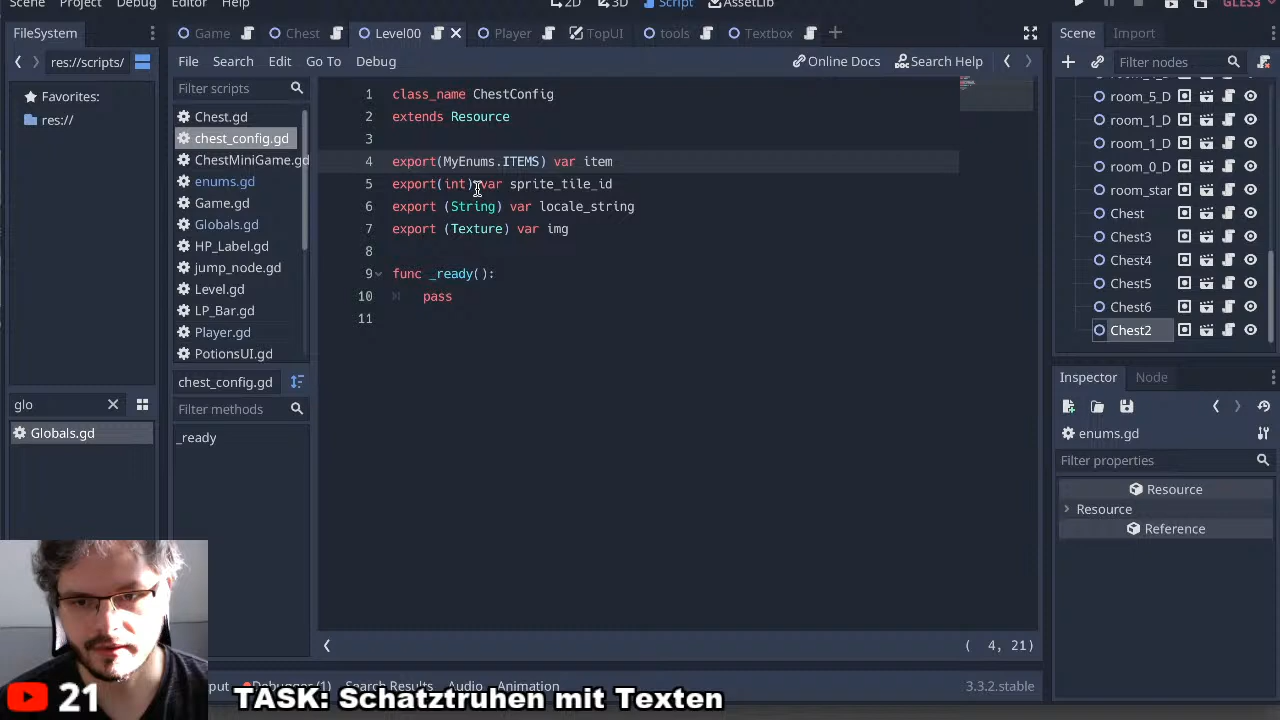 Scene Project Debug Editor Help 2D 3D Script AssetLib GLES3
FileSystem Game Chest Level00 Player TopUI tools Textbox Scene Import
res://scripts/ File Search Edit Go To Debug Online Docs Search Help Filter nodes
Favorites:
res://
Filter scripts
Chest.gd
chest_config.gd
ChestMiniGame.gd
enums.gd
Game.gd
Globals.gd
HP_Label.gd
jump_node.gd
Level.gd
LP_Bar.gd
Player.gd
PotionsUI.gd
chest_config.gd
Filter methods
_ready
glo
Globals.gd
1 class_name ChestConfig
2 extends Resource
3
4 export(MyEnums.ITEMS) var item
5 export(int) var sprite_tile_id
6 export (String) var locale_string
7 export (Texture) var img
8
9 func _ready():
10 pass
11
( 4, 21)
room_5_D
room_1_D
room_1_D
room_0_D
room_star
Chest
Chest3
Chest4
Chest5
Chest6
Chest2
Inspector Node
enums.gd
Filter properties
Resource
Resource
Reference
Debugger (1) Search Results Audio Animation 3.3.2.stable
21 TASK: Schatztruhen mit Texten